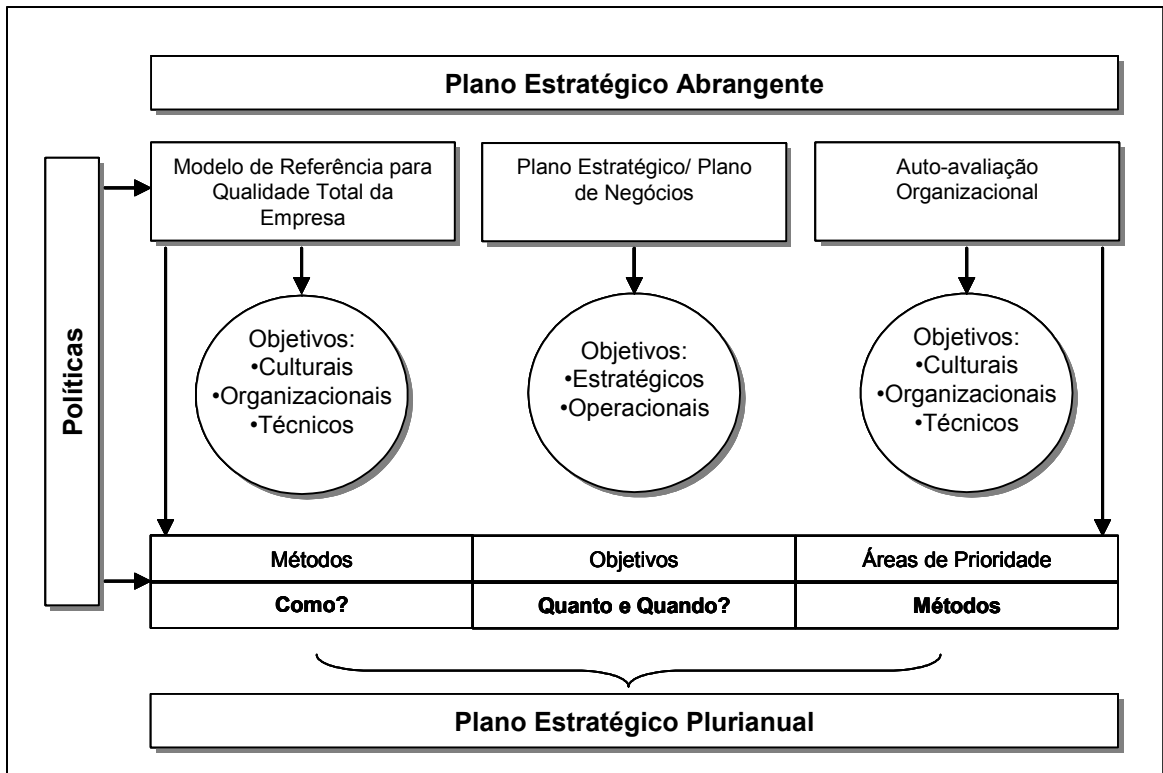 Plano Estratégico Abrangente
Políticas
Modelo de Referência para
Qualidade Total da
Empresa
Plano Estratégico/ Plano
de Negócios
Auto-avaliação
Organizacional
Objetivos:
•Culturais
•Organizacionais
•Técnicos
Objetivos:
•Estratégicos
•Operacionais
Objetivos:
•Culturais
•Organizacionais
•Técnicos
Métodos
Objetivos
Áreas de Prioridade
Como?
Quanto e Quando?
Métodos
Plano Estratégico Plurianual